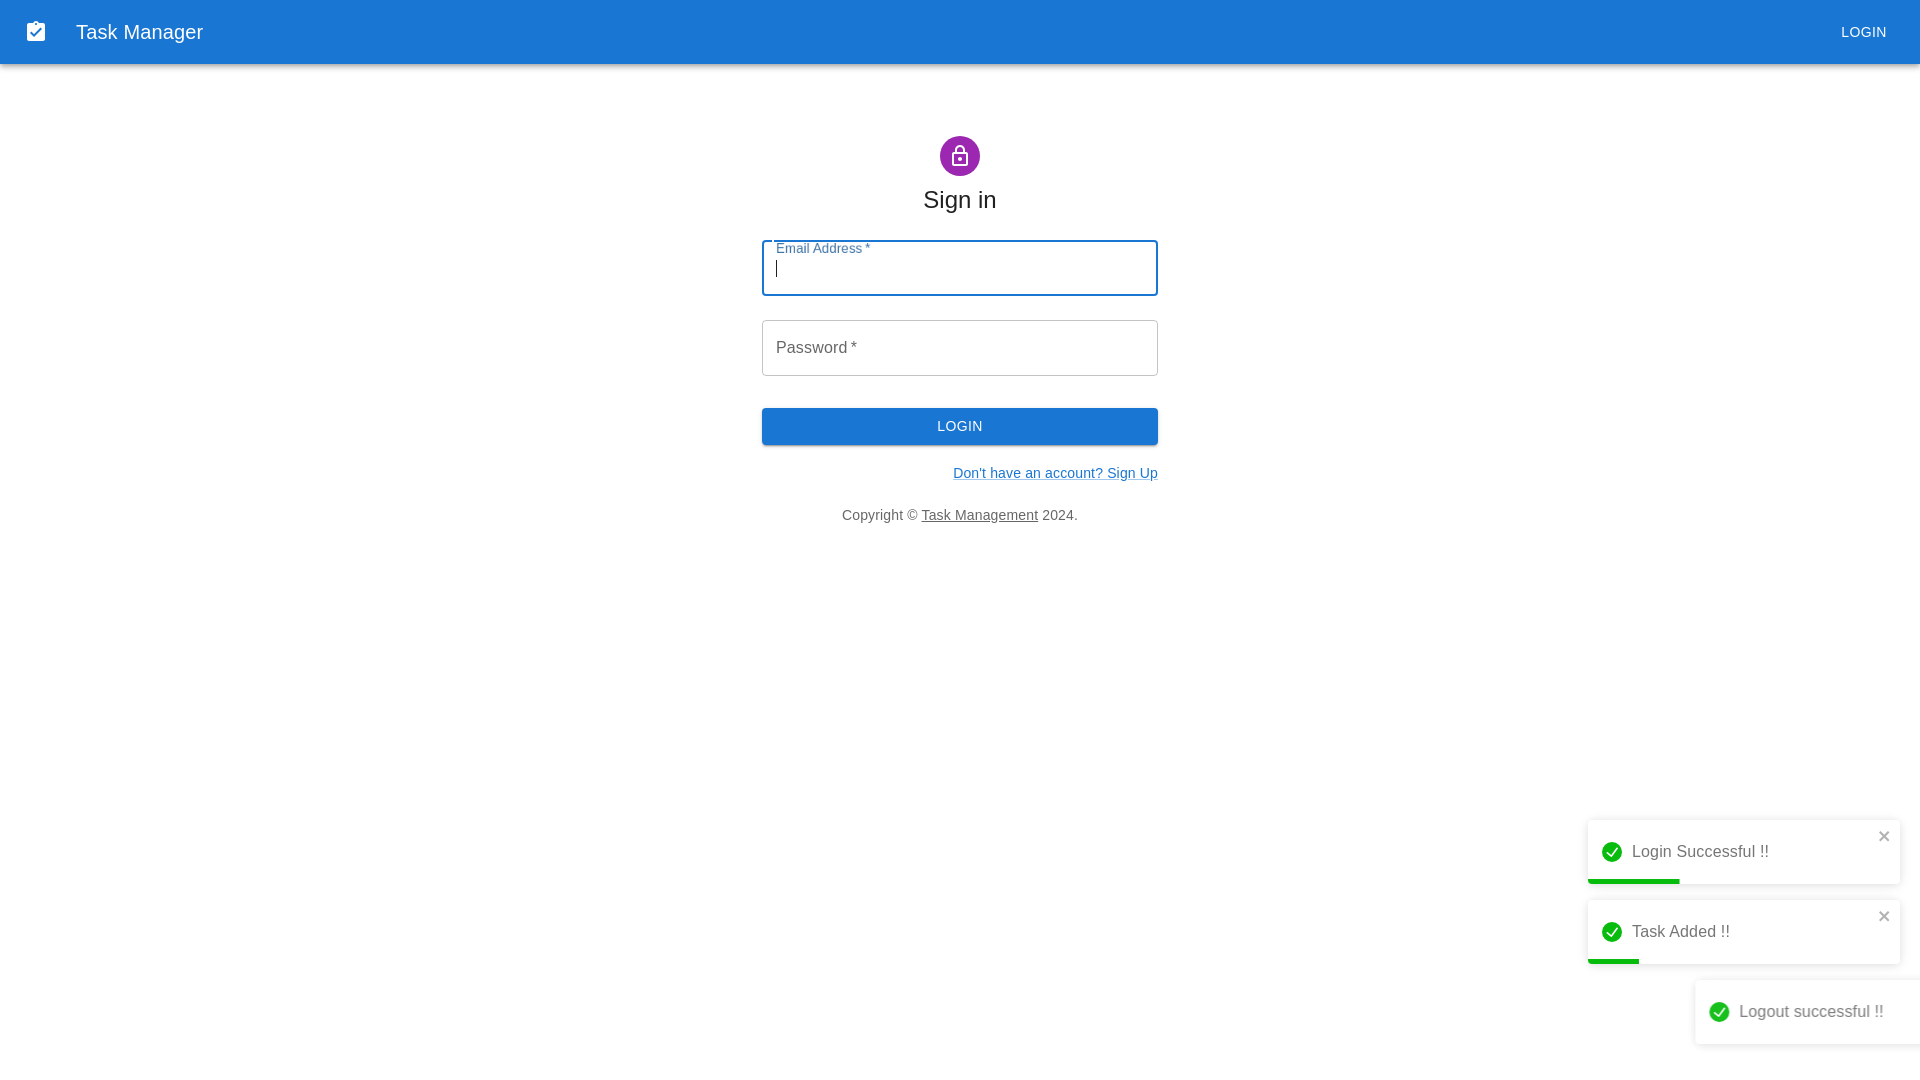 Task Manager
LOGIN
Sign in
Email Address *
Password *
LOGIN
Don't have an account? Sign Up
Copyright © Task Management 2024.
Login Successful !!
Task Added !!
Logout successful !!